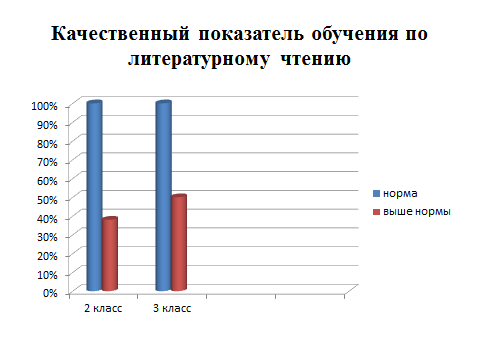 Качественный показатель обучения по
литературному чтению
100%
90%
80%
70%
60%
50%
40%
30%
20%
10%
0%
2 класс
3 класс
норма
выше нормы